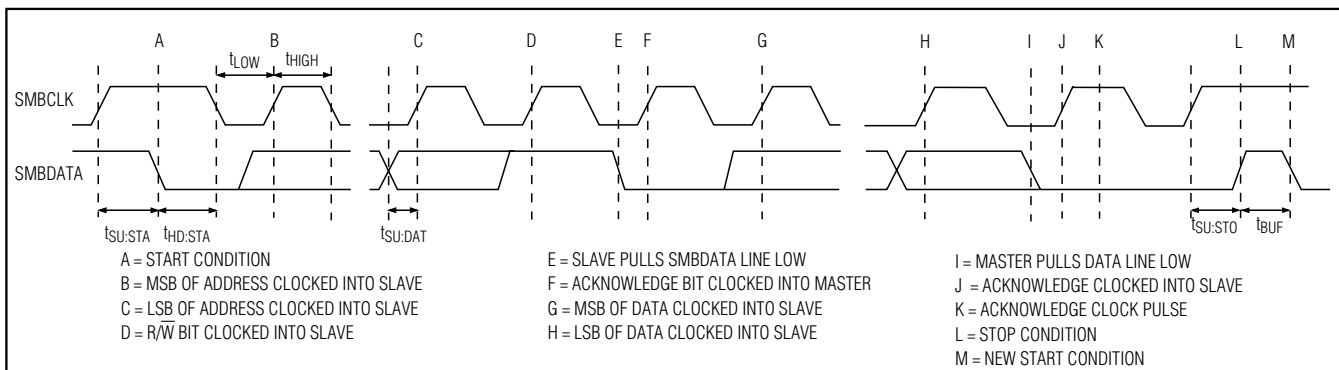 A B C D E F G H I J K L M
tLOW tHIGH
SMBCLK
SMBDATA
tSU:STA tHD:STA tSU:DAT tSU:STO tBUF
A = START CONDITION
B = MSB OF ADDRESS CLOCKED INTO SLAVE
C = LSB OF ADDRESS CLOCKED INTO SLAVE
D = R/W̅ BIT CLOCKED INTO SLAVE
E = SLAVE PULLS SMBDATA LINE LOW
F = ACKNOWLEDGE BIT CLOCKED INTO MASTER
G = MSB OF DATA CLOCKED INTO SLAVE
H = LSB OF DATA CLOCKED INTO SLAVE
I = MASTER PULLS DATA LINE LOW
J = ACKNOWLEDGE CLOCKED INTO SLAVE
K = ACKNOWLEDGE CLOCK PULSE
L = STOP CONDITION
M = NEW START CONDITION